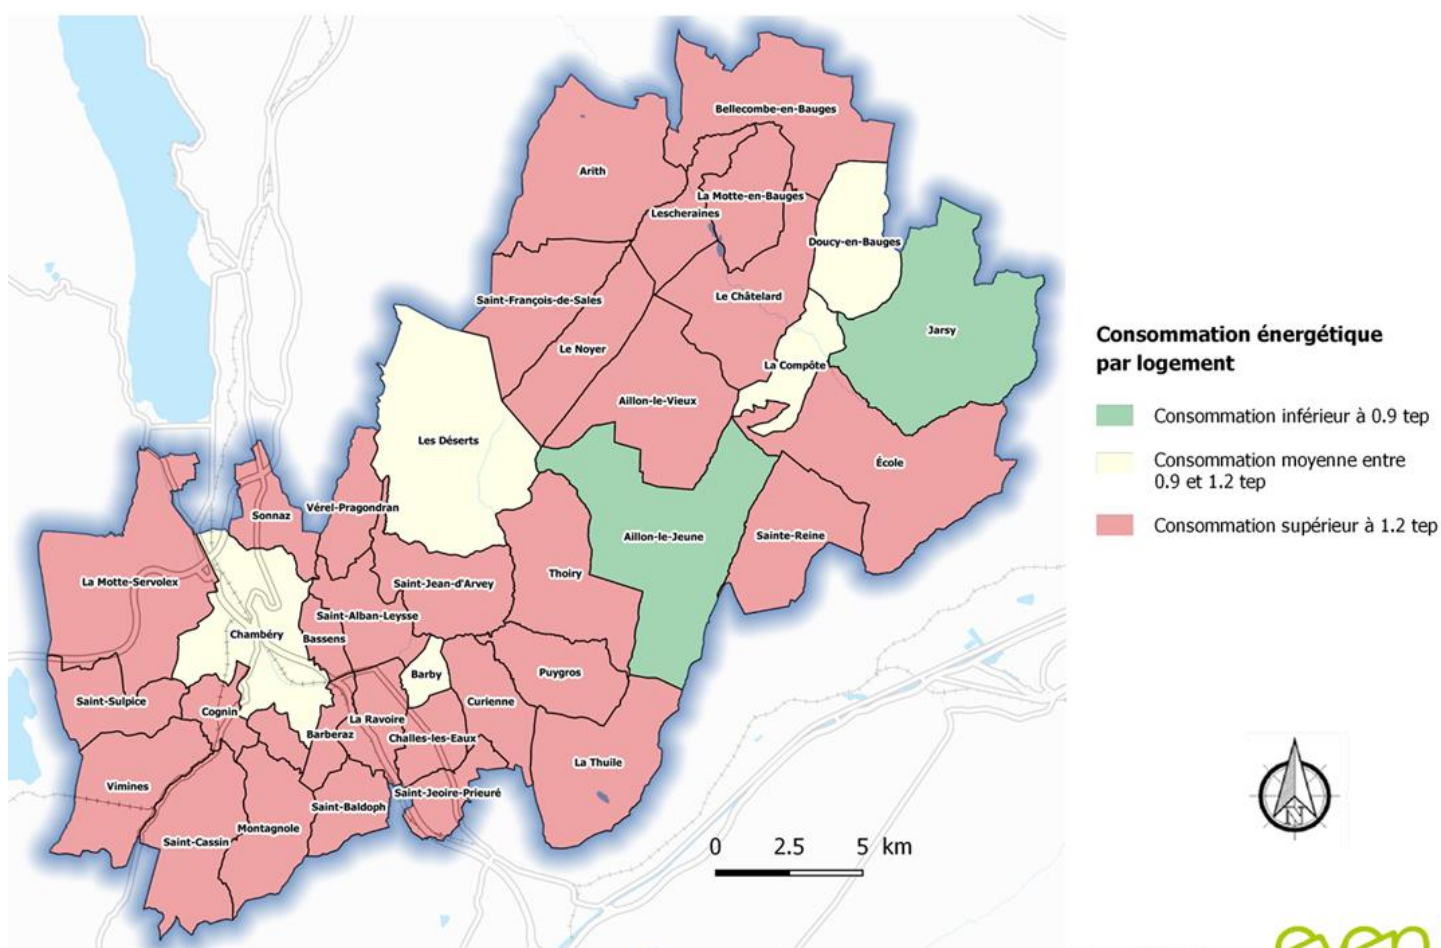 Bellecombe-en-Bauges
Arith
La Motte-en-Bauges
Lescheraines
Doucy-en-Bauges
Saint-François-de-Sales
Le Châtelard
Jarsy
Le Noyer
La Compôte
Aillon-le-Vieux
Les Déserts
École
Vérel-Pragondran
Sonnaz
Aillon-le-Jeune
Sainte-Reine
La Motte-Servolex
Saint-Jean-d'Arvey
Thoiry
Saint-Alban-Leysse
Chambéry
Bassens
Barby
Puygros
Saint-Sulpice
Curienne
Cognin
La Ravoire
Barberaz
Challes-les-Eaux
La Thuile
Vimines
Saint-Jeoire-Prieuré
Saint-Baldoph
Montagnole
Saint-Cassin
0 2.5 5 km
Consommation énergétique
par logement
Consommation inférieur à 0.9 tep
Consommation moyenne entre
0.9 et 1.2 tep
Consommation supérieur à 1.2 tep
N
even